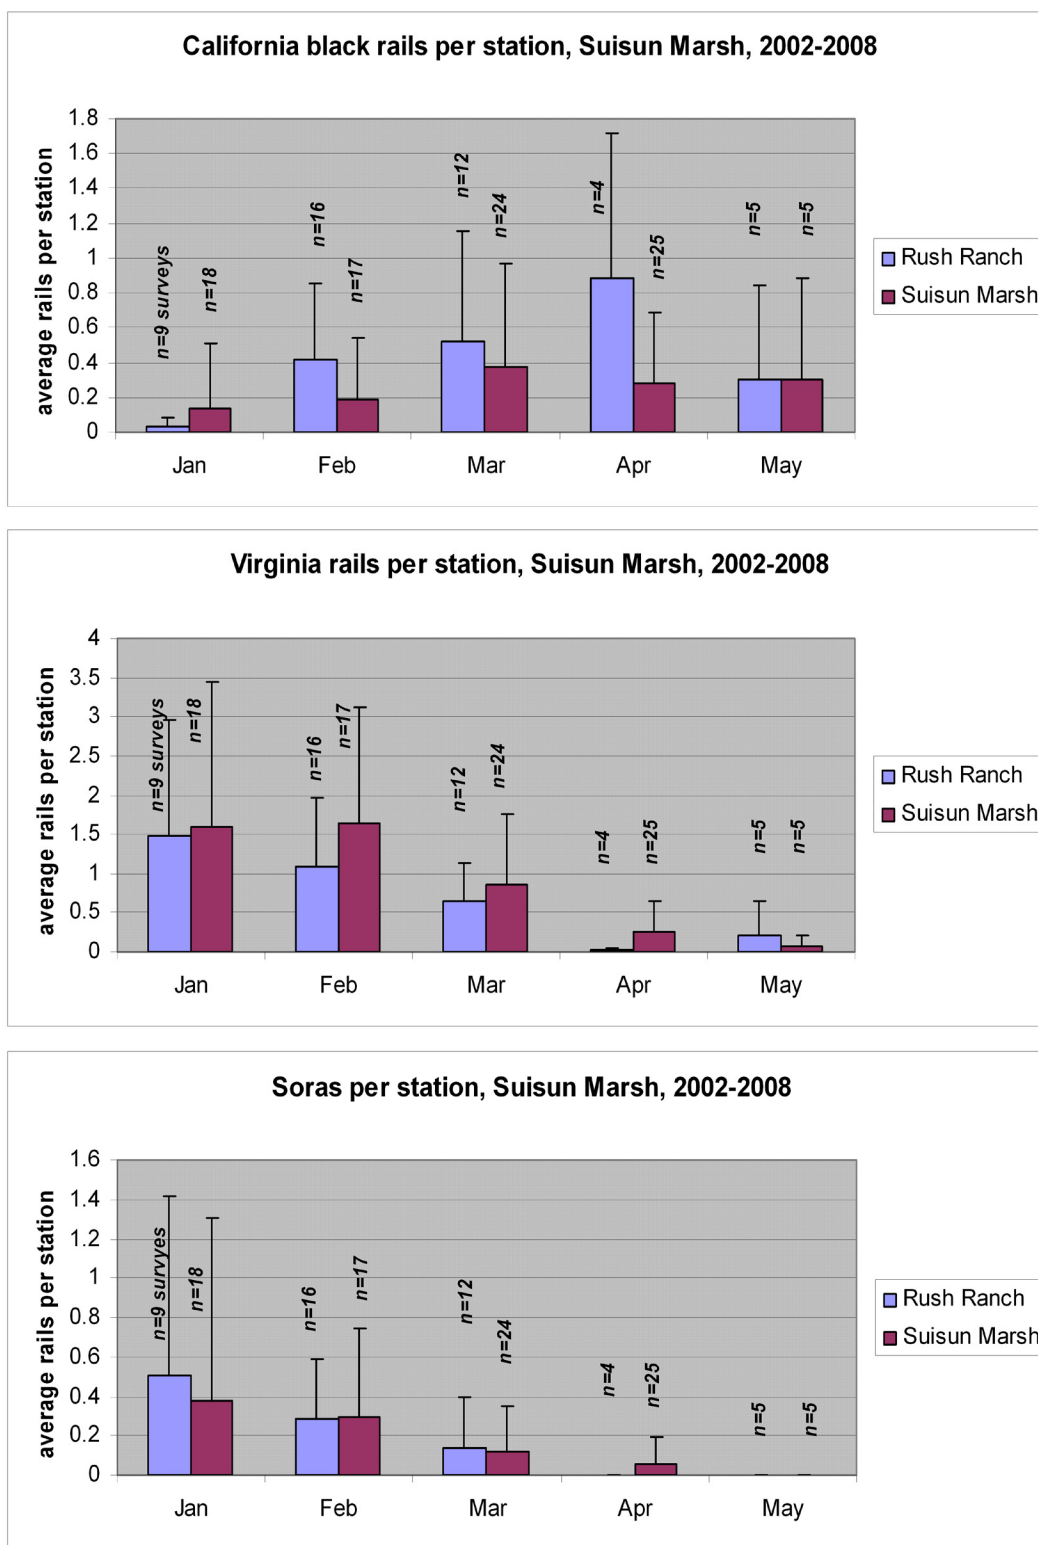 California black rails per station, Suisun Marsh, 2002-2008
average rails per station
1.8
1.6
1.4
1.2
1
0.8
0.6
0.4
0.2
0
n=9 surveys
n=18
n=16
n=17
n=12
n=24
n=4
n=25
n=5
n=5
Jan Feb Mar Apr May
Rush Ranch
Suisun Marsh
Virginia rails per station, Suisun Marsh, 2002-2008
average rails per station
4
3.5
3
2.5
2
1.5
1
0.5
0
n=9 surveys
n=18
n=16
n=17
n=12
n=24
n=4
n=25
n=5
n=5
Jan Feb Mar Apr May
Rush Ranch
Suisun Marsh
Soras per station, Suisun Marsh, 2002-2008
average rails per station
1.6
1.4
1.2
1
0.8
0.6
0.4
0.2
0
n=9 survyes
n=18
n=16
n=17
n=12
n=24
n=4
n=25
n=5
n=5
Jan Feb Mar Apr May
Rush Ranch
Suisun Marsh